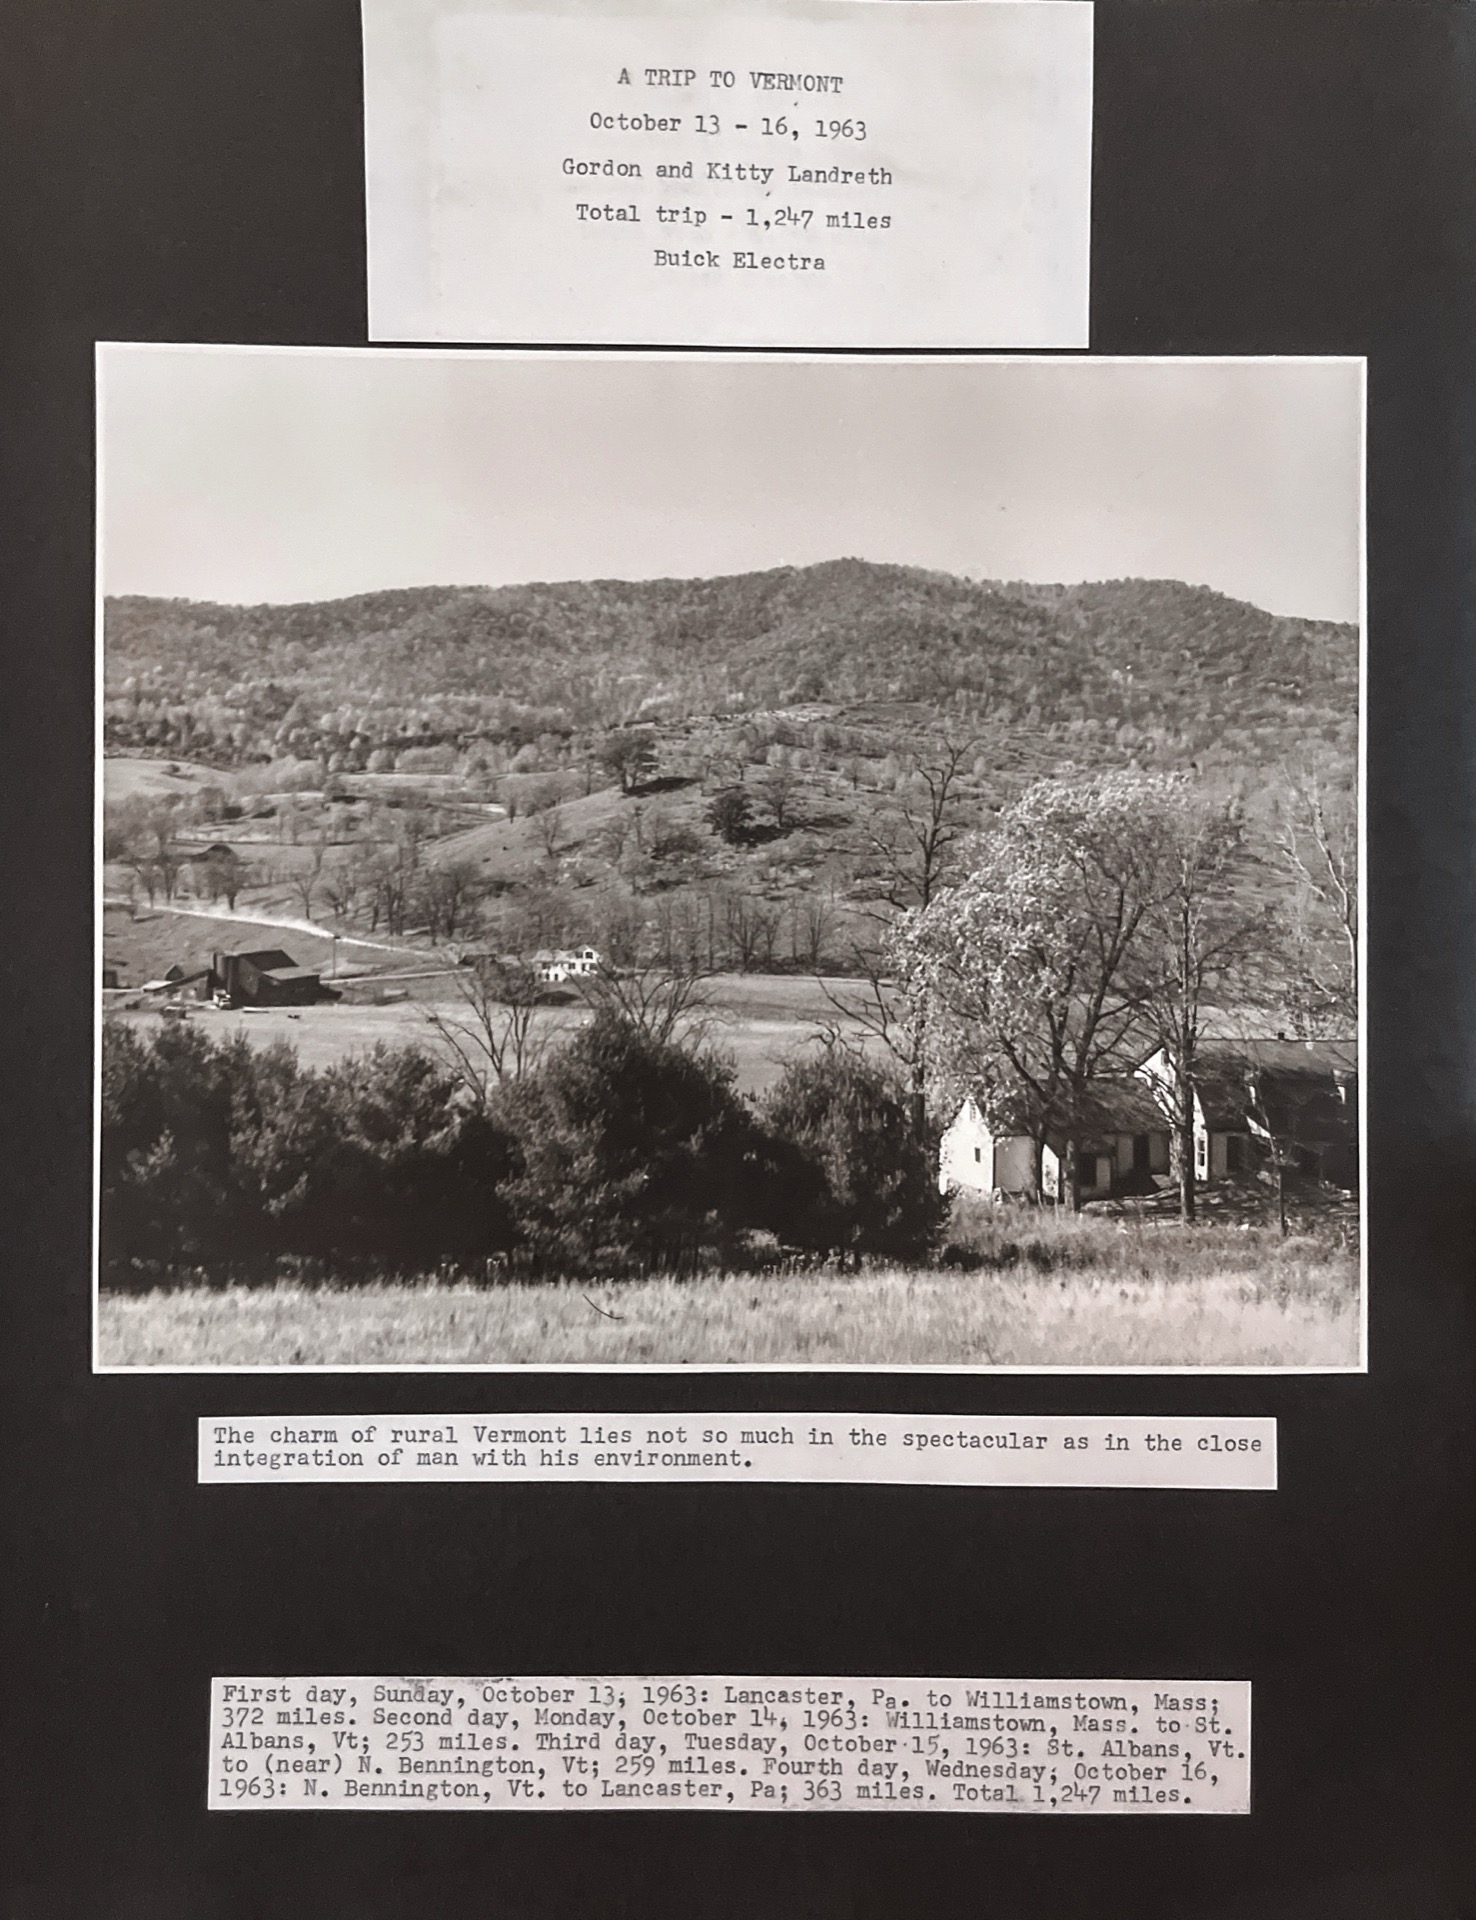 A TRIP TO VERMONT
October 13 - 16, 1963
Gordon and Kitty Landreth
Total trip - 1,247 miles
Buick Electra
The charm of rural Vermont lies not so much in the spectacular as in the close
integration of man with his environment.
First day, Sunday, October 13; 1963: Lancaster, Pa. to Williamstown, Mass;
372 miles. Second day, Monday, October 14, 1963: Williamstown, Mass. to St.
Albans, Vt; 253 miles. Third day, Tuesday, October 15, 1963: St. Albans, Vt.
to (near) N. Bennington, Vt; 259 miles. Fourth day, Wednesday; October 16,
1963: N. Bennington, Vt. to Lancaster, Pa; 363 miles. Total 1,247 miles.